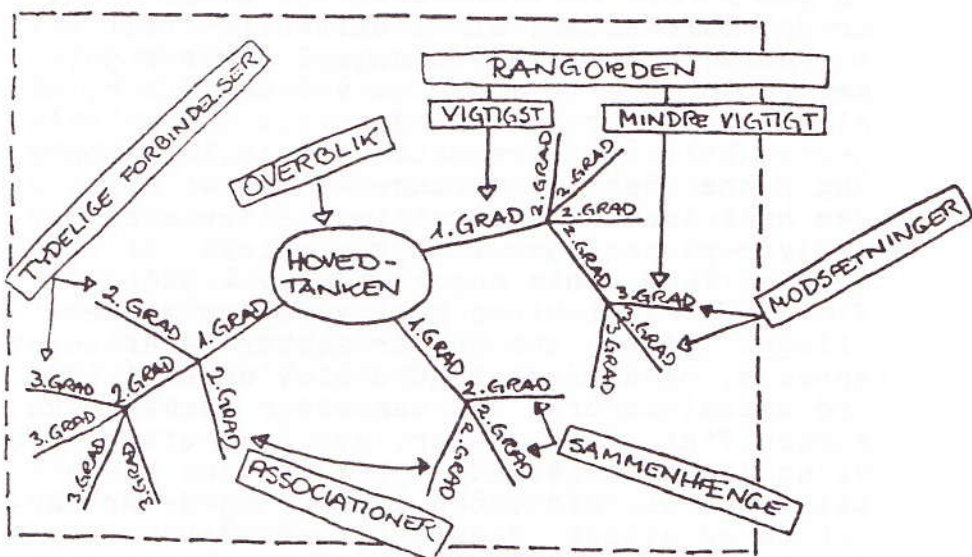 RANGORDEN
VIGTIGST
MINDRE VIGTIGT
TYDELIGE FORBINDELSER
OVERBLIK
HOVED-
TANKEN
1. GRAD
2. GRAD
2. GRAD
2. GRAD
2. GRAD
3. GRAD
3. GRAD
3. GRAD
MODSÆTNINGER
1. GRAD
2. GRAD
2. GRAD
2. GRAD
3. GRAD
3. GRAD
3. GRAD
1. GRAD
2. GRAD
2. GRAD
2. GRAD
ASSOCIATIONER
SAMMENHÆNGE